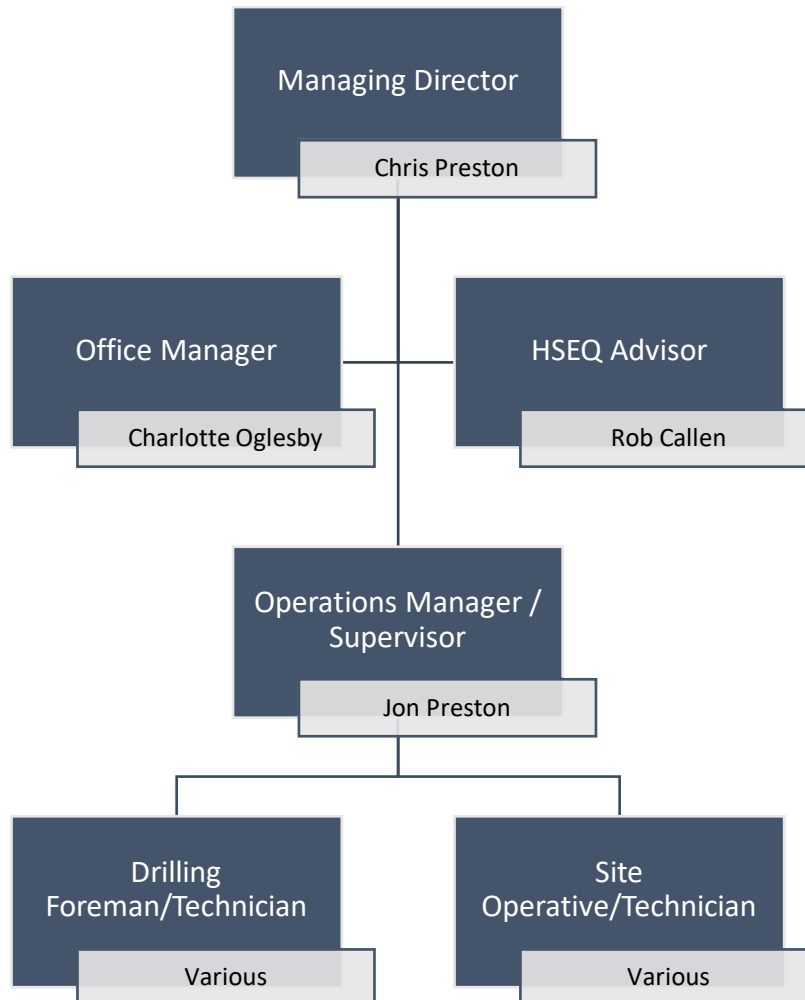 Managing Director
Chris Preston
Office Manager
Charlotte Oglesby
HSEQ Advisor
Rob Callen
Operations Manager /
Supervisor
Jon Preston
Drilling
Foreman/Technician
Various
Site
Operative/Technician
Various